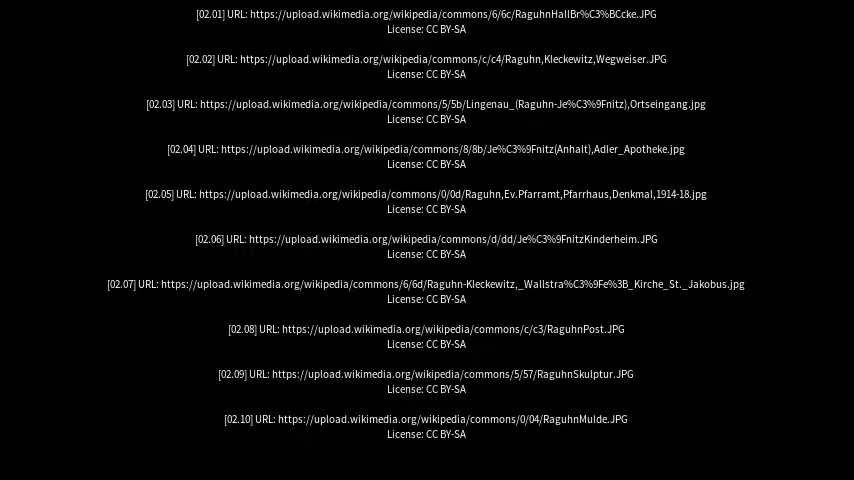 [02.01] URL: https://upload.wikimedia.org/wikipedia/commons/6/6c/RaguhnHallBr%C3%BCcke.JPG
License: CC BY-SA
[02.02] URL: https://upload.wikimedia.org/wikipedia/commons/c/c4/Raguhn,Kleckewitz,Wegweiser.JPG
License: CC BY-SA
[02.03] URL: https://upload.wikimedia.org/wikipedia/commons/5/5b/Lingenau_(Raguhn-Je%C3%9Fnitz),Ortseingang.jpg
License: CC BY-SA
[02.04] URL: https://upload.wikimedia.org/wikipedia/commons/8/8b/Je%C3%9Fnitz(Anhalt),Adler_Apotheke.jpg
License: CC BY-SA
[02.05] URL: https://upload.wikimedia.org/wikipedia/commons/0/0d/Raguhn,Ev.Pfarramt,Pfarrhaus,Denkmal,1914-18.jpg
License: CC BY-SA
[02.06] URL: https://upload.wikimedia.org/wikipedia/commons/d/dd/Je%C3%9FnitzKinderheim.JPG
License: CC BY-SA
[02.07] URL: https://upload.wikimedia.org/wikipedia/commons/6/6d/Raguhn-Kleckewitz,_Wallstra%C3%9Fe%3B_Kirche_St._Jakobus.jpg
License: CC BY-SA
[02.08] URL: https://upload.wikimedia.org/wikipedia/commons/c/c3/RaguhnPost.JPG
License: CC BY-SA
[02.09] URL: https://upload.wikimedia.org/wikipedia/commons/5/57/RaguhnSkulptur.JPG
License: CC BY-SA
[02.10] URL: https://upload.wikimedia.org/wikipedia/commons/0/04/RaguhnMulde.JPG
License: CC BY-SA